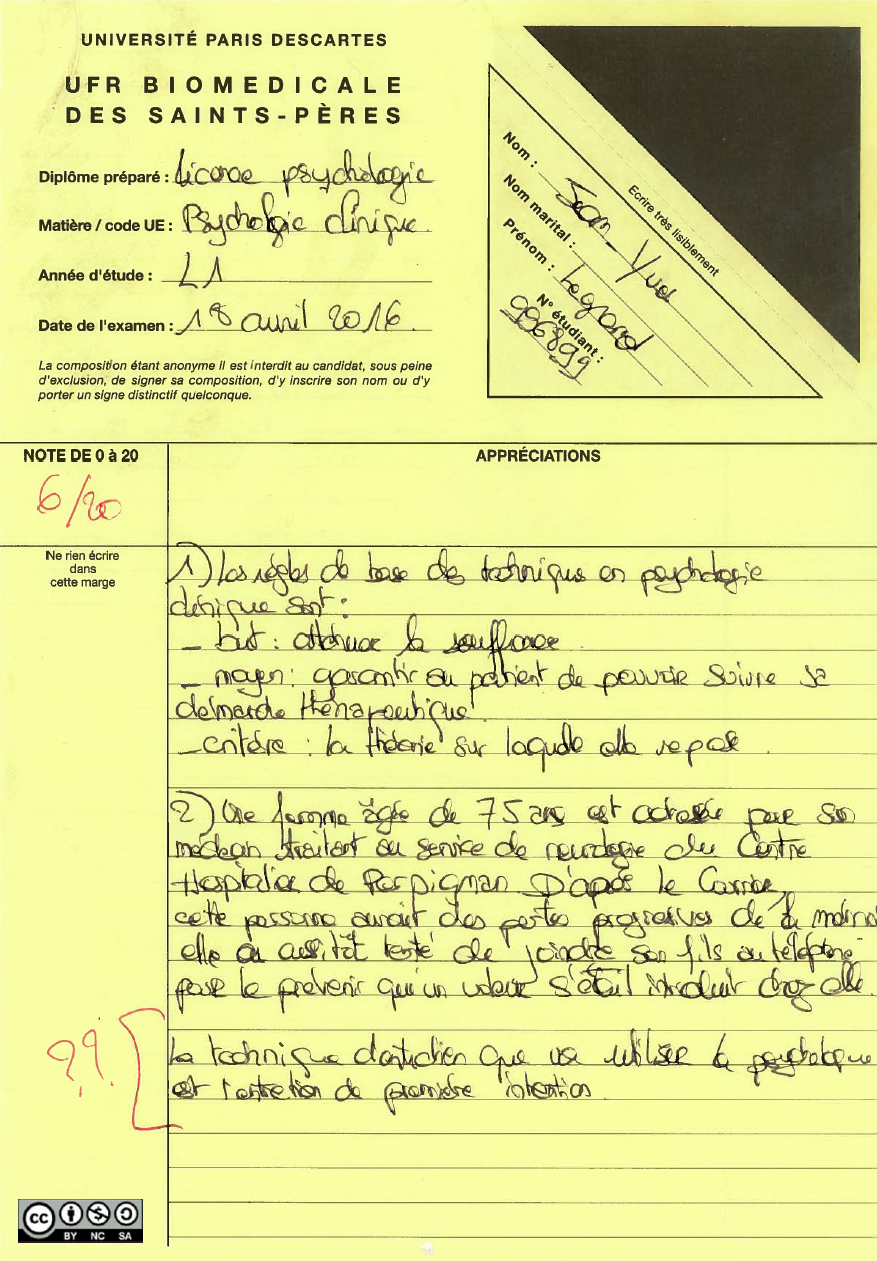 UNIVERSITÉ PARIS DESCARTES
UFR BIOMEDICALE
DES SAINTS-PÈRES
Diplôme préparé : Licence psychologie
Matière / code UE : Psychologie clinique
Année d'étude : L1
Date de l'examen : 18 avril 2016
La composition étant anonyme il est interdit au candidat, sous peine
d'exclusion, de signer sa composition, d'y inscrire son nom ou d'y
porter un signe distinctif quelconque.
Ecrire très lisiblement
Nom : Jean-Yves
Nom marital :
Prénom : Legrand
N° étudiant :
906899
NOTE DE 0 à 20
6/20
APPRÉCIATIONS
Ne rien écrire
dans
cette marge
1) Les règles de base des technique en psychologie
clinique sont :
- but : atténuer la souffrance
- moyen : garantir au patient de pouvoir suivre sa
démarche thérapeutique
- critère : la théorie sur laquelle elle repose.
2) Une femme âgée de 75 ans est adressée par son
médecin traitant au service de neurologie du Centre
Hospitalier de Perpignan D'après le
cette personne aurait des pertes progressives de la
elle a aussitôt tenté de joindre son fils au téléphone
pour le prévenir qu'un voleur s'était introduit chez elle.
??
La technique d'entretien que va utiliser la psychologue
est l'entretien de première intention.
CC BY NC SA